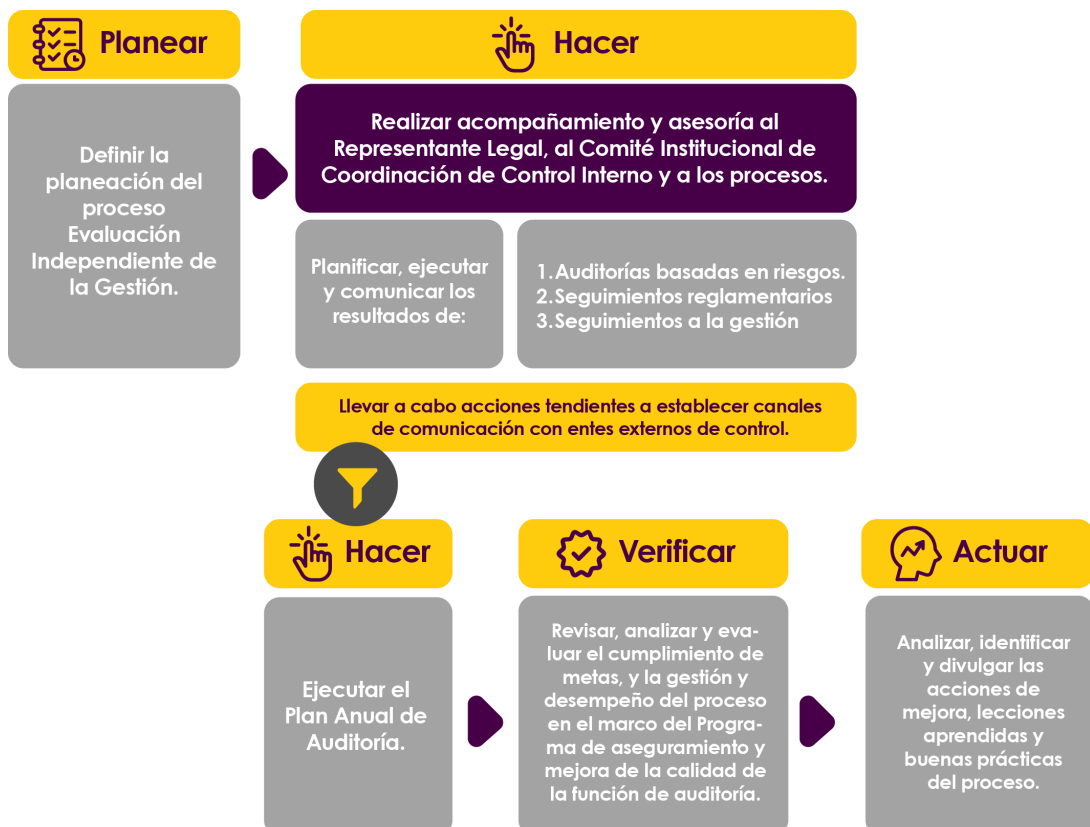 Planear
Definir la
planeación del
proceso
Evaluación
Independiente de
la Gestión.
Hacer
Realizar acompañamiento y asesoría al
Representante Legal, al Comité Institucional de
Coordinación de Control Interno y a los procesos.
Planificar, ejecutar
y comunicar los
resultados de:
1. Auditorías basadas en riesgos.
2. Seguimientos reglamentarios
3. Seguimientos a la gestión
Llevar a cabo acciones tendientes a establecer canales
de comunicación con entes externos de control.
Hacer
Ejecutar el
Plan Anual de
Auditoría.
Verificar
Revisar, analizar y eva-
luar el cumplimiento de
metas, y la gestión y
desempeño del proceso
en el marco del Progra-
ma de aseguramiento y
mejora de la calidad de
la función de auditoría.
Actuar
Analizar, identificar
y divulgar las
acciones de
mejora, lecciones
aprendidas y
buenas prácticas
del proceso.